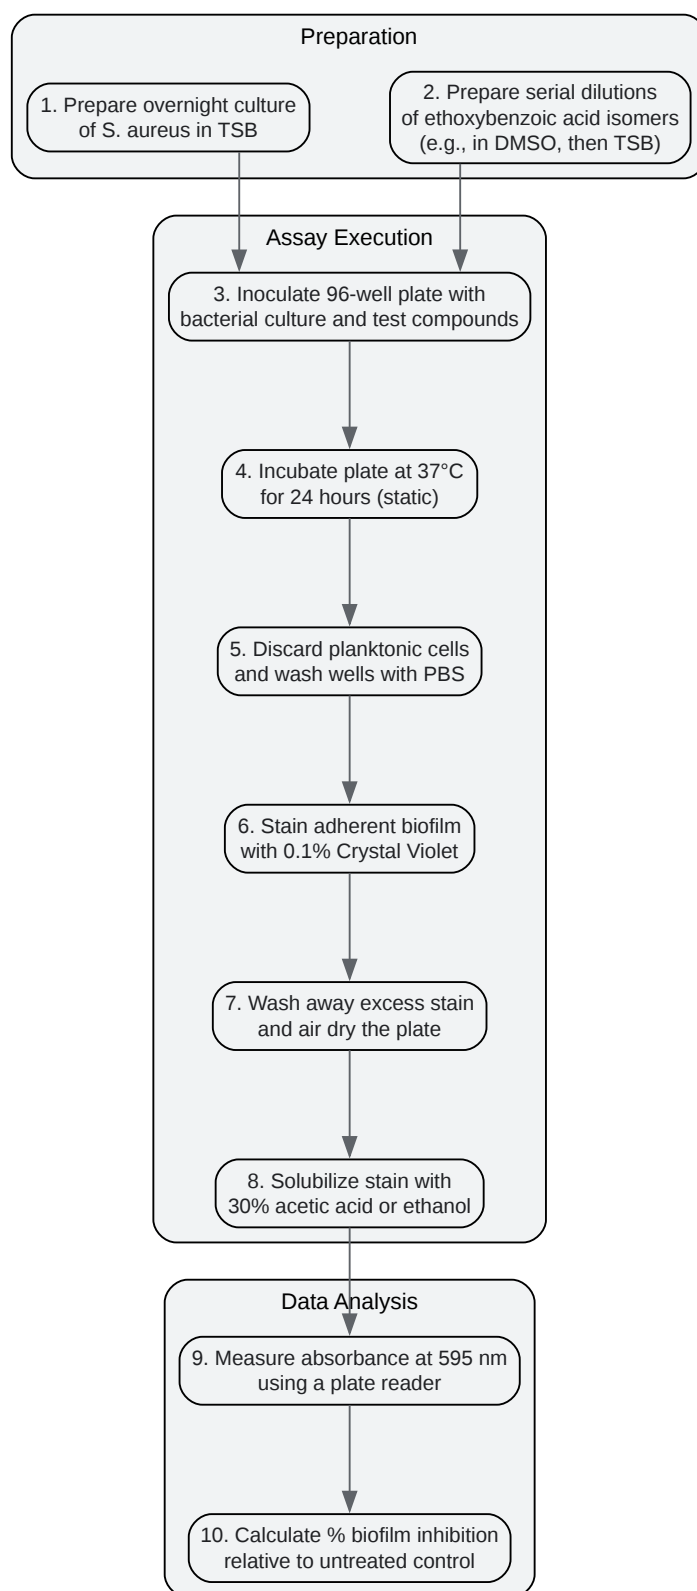 Preparation
1. Prepare overnight culture
of S. aureus in TSB
2. Prepare serial dilutions
of ethoxybenzoic acid isomers
(e.g., in DMSO, then TSB)
Assay Execution
3. Inoculate 96-well plate with
bacterial culture and test compounds
4. Incubate plate at 37°C
for 24 hours (static)
5. Discard planktonic cells
and wash wells with PBS
6. Stain adherent biofilm
with 0.1% Crystal Violet
7. Wash away excess stain
and air dry the plate
8. Solubilize stain with
30% acetic acid or ethanol
Data Analysis
9. Measure absorbance at 595 nm
using a plate reader
10. Calculate % biofilm inhibition
relative to untreated control